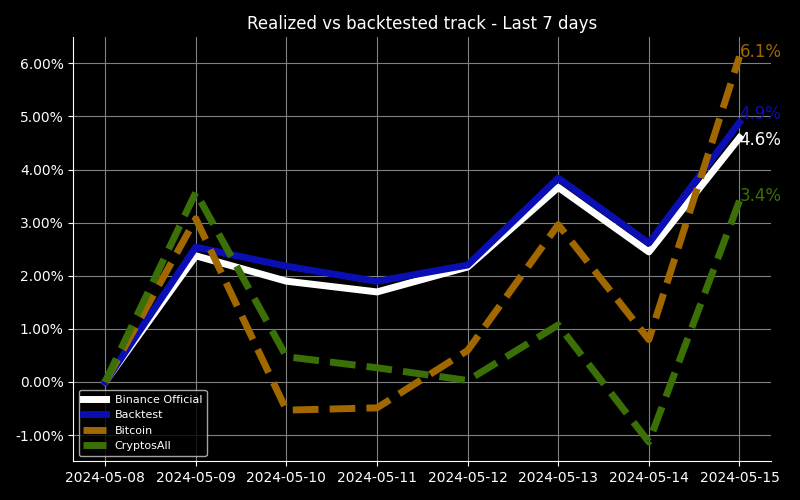 Realized vs backtested track - Last 7 days
6.00%
5.00%
4.00%
3.00%
2.00%
1.00%
0.00%
-1.00%
6.1%
4.9%
4.6%
3.4%
Binance Official
Backtest
Bitcoin
CryptosAll
2024-05-08 2024-05-09 2024-05-10 2024-05-11 2024-05-12 2024-05-13 2024-05-14 2024-05-15